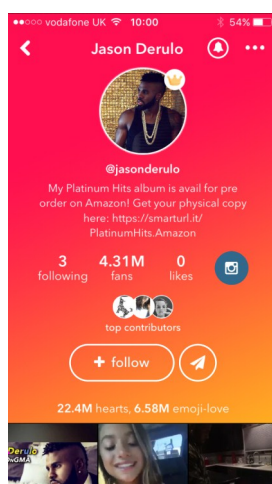 vodafone UK 10:00 54%
Jason Derulo
@jasonderulo
My Platinum Hits album is avail for pre
order on Amazon! Get your physical copy
here: https://smarturl.it/
PlatinumHits.Amazon
3 4.31M 0
following fans likes
top contributors
+ follow
22.4M hearts, 6.58M emoji-love
Derulo
GMA